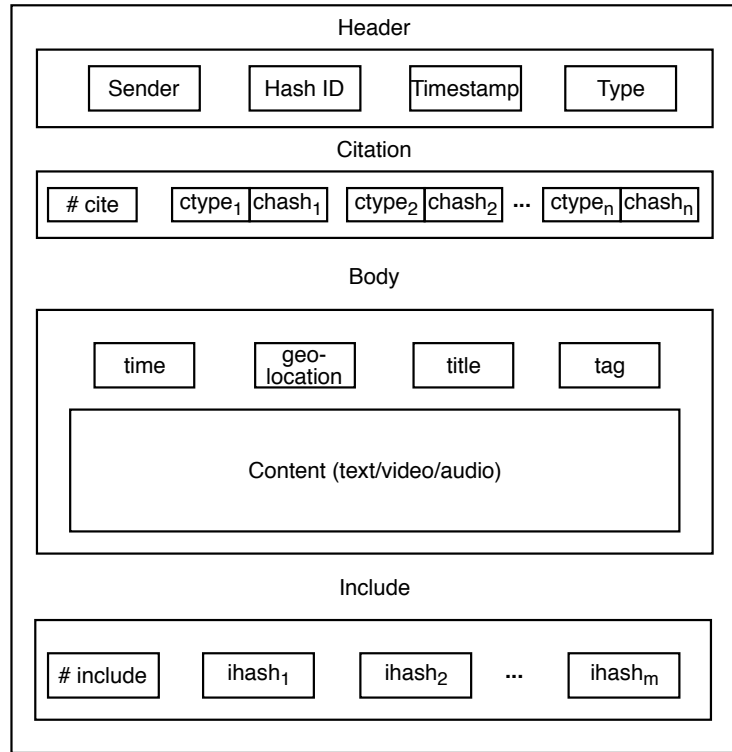 Header
Sender Hash ID Timestamp Type
Citation
# cite ctype₁ chash₁ ctype₂ chash₂ ... ctypeₙ chashₙ
Body
time geo-location title tag
Content (text/video/audio)
Include
# include ihash₁ ihash₂ ... ihashₘ